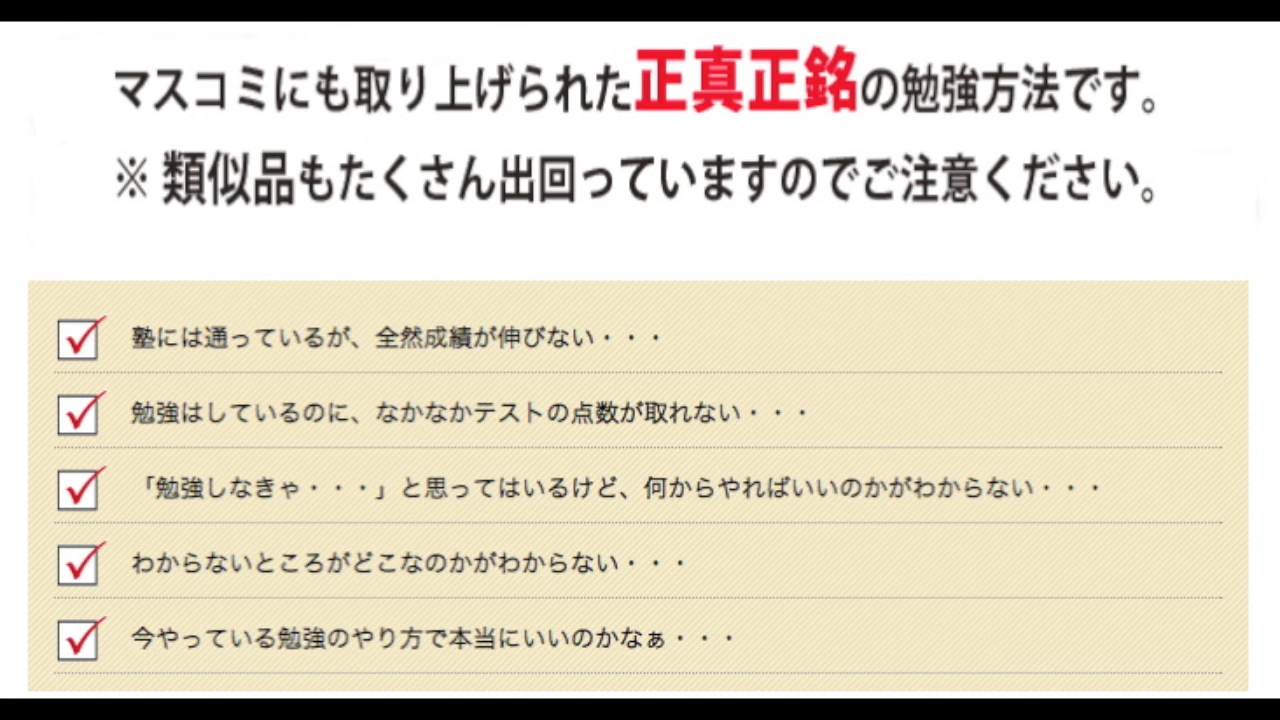 マスコミにも取り上げられた正真正銘の勉強方法です。
※ 類似品もたくさん出回っていますのでご注意ください。
塾には通っているが、全然成績が伸びない・・・
勉強はしているのに、なかなかテストの点数が取れない・・・
「勉強しなきゃ・・・」と思ってはいるけど、何からやればいいのかがわからない・・・
わからないところがどこなのかがわからない・・・
今やっている勉強のやり方で本当にいいのかなぁ・・・